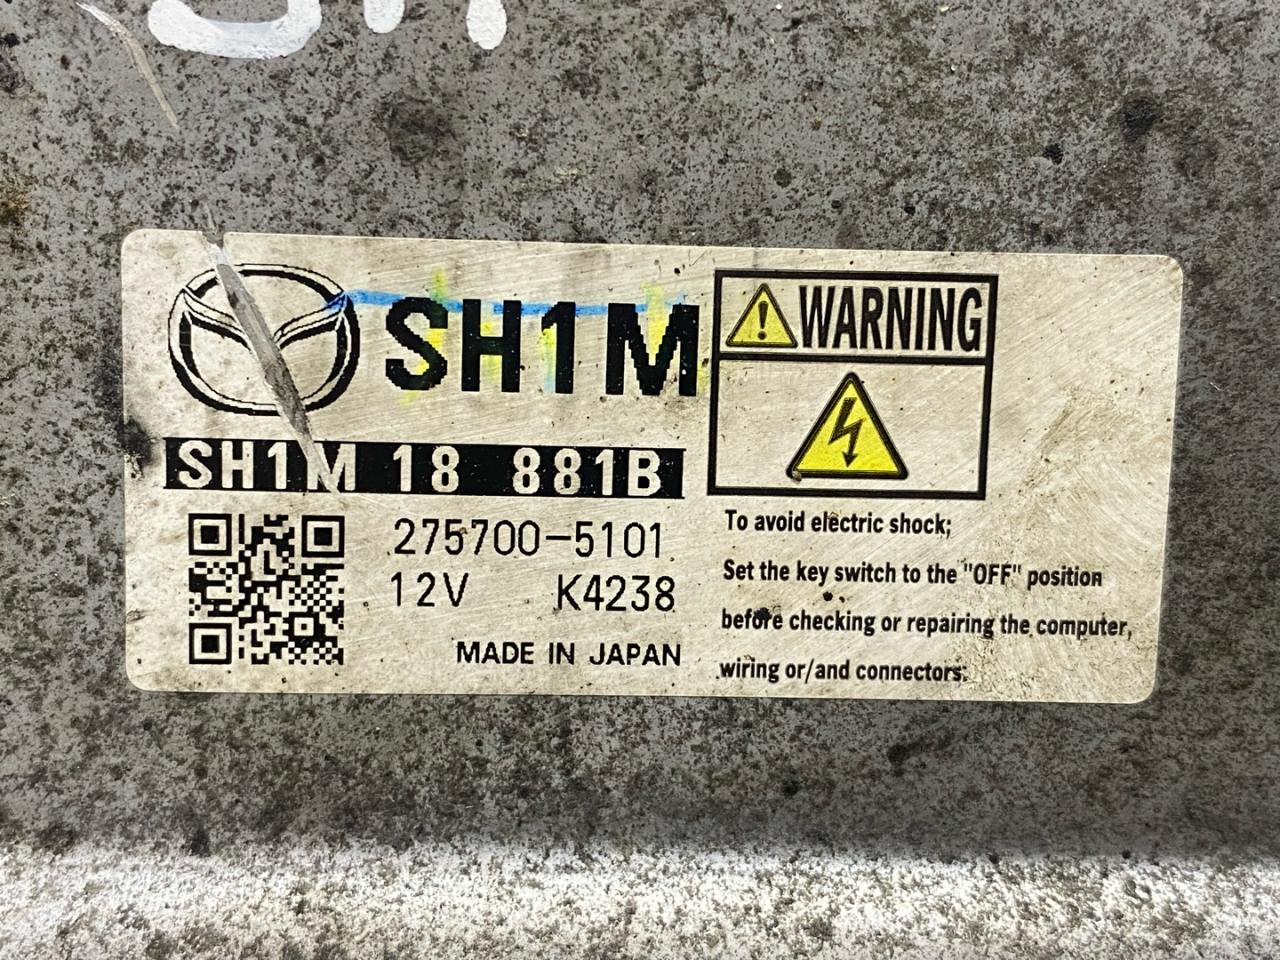 SH1M
SH1M 18 881B
275700-5101
12V K4238
MADE IN JAPAN
WARNING
To avoid electric shock;
Set the key switch to the "OFF" position
before checking or repairing the computer,
wiring or/and connectors.